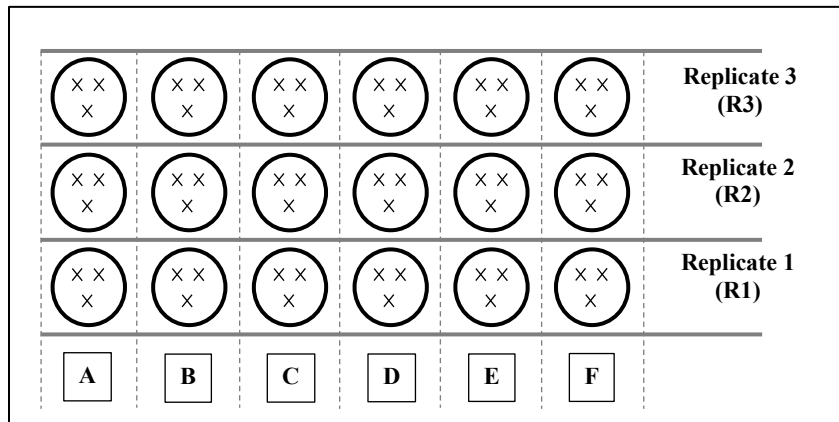 X X X X X X X X X X X X
X X X X X X
Replicate 3
(R3)
X X X X X X X X X X X X
X X X X X X
Replicate 2
(R2)
X X X X X X X X X X X X
X X X X X X
Replicate 1
(R1)
A B C D E F